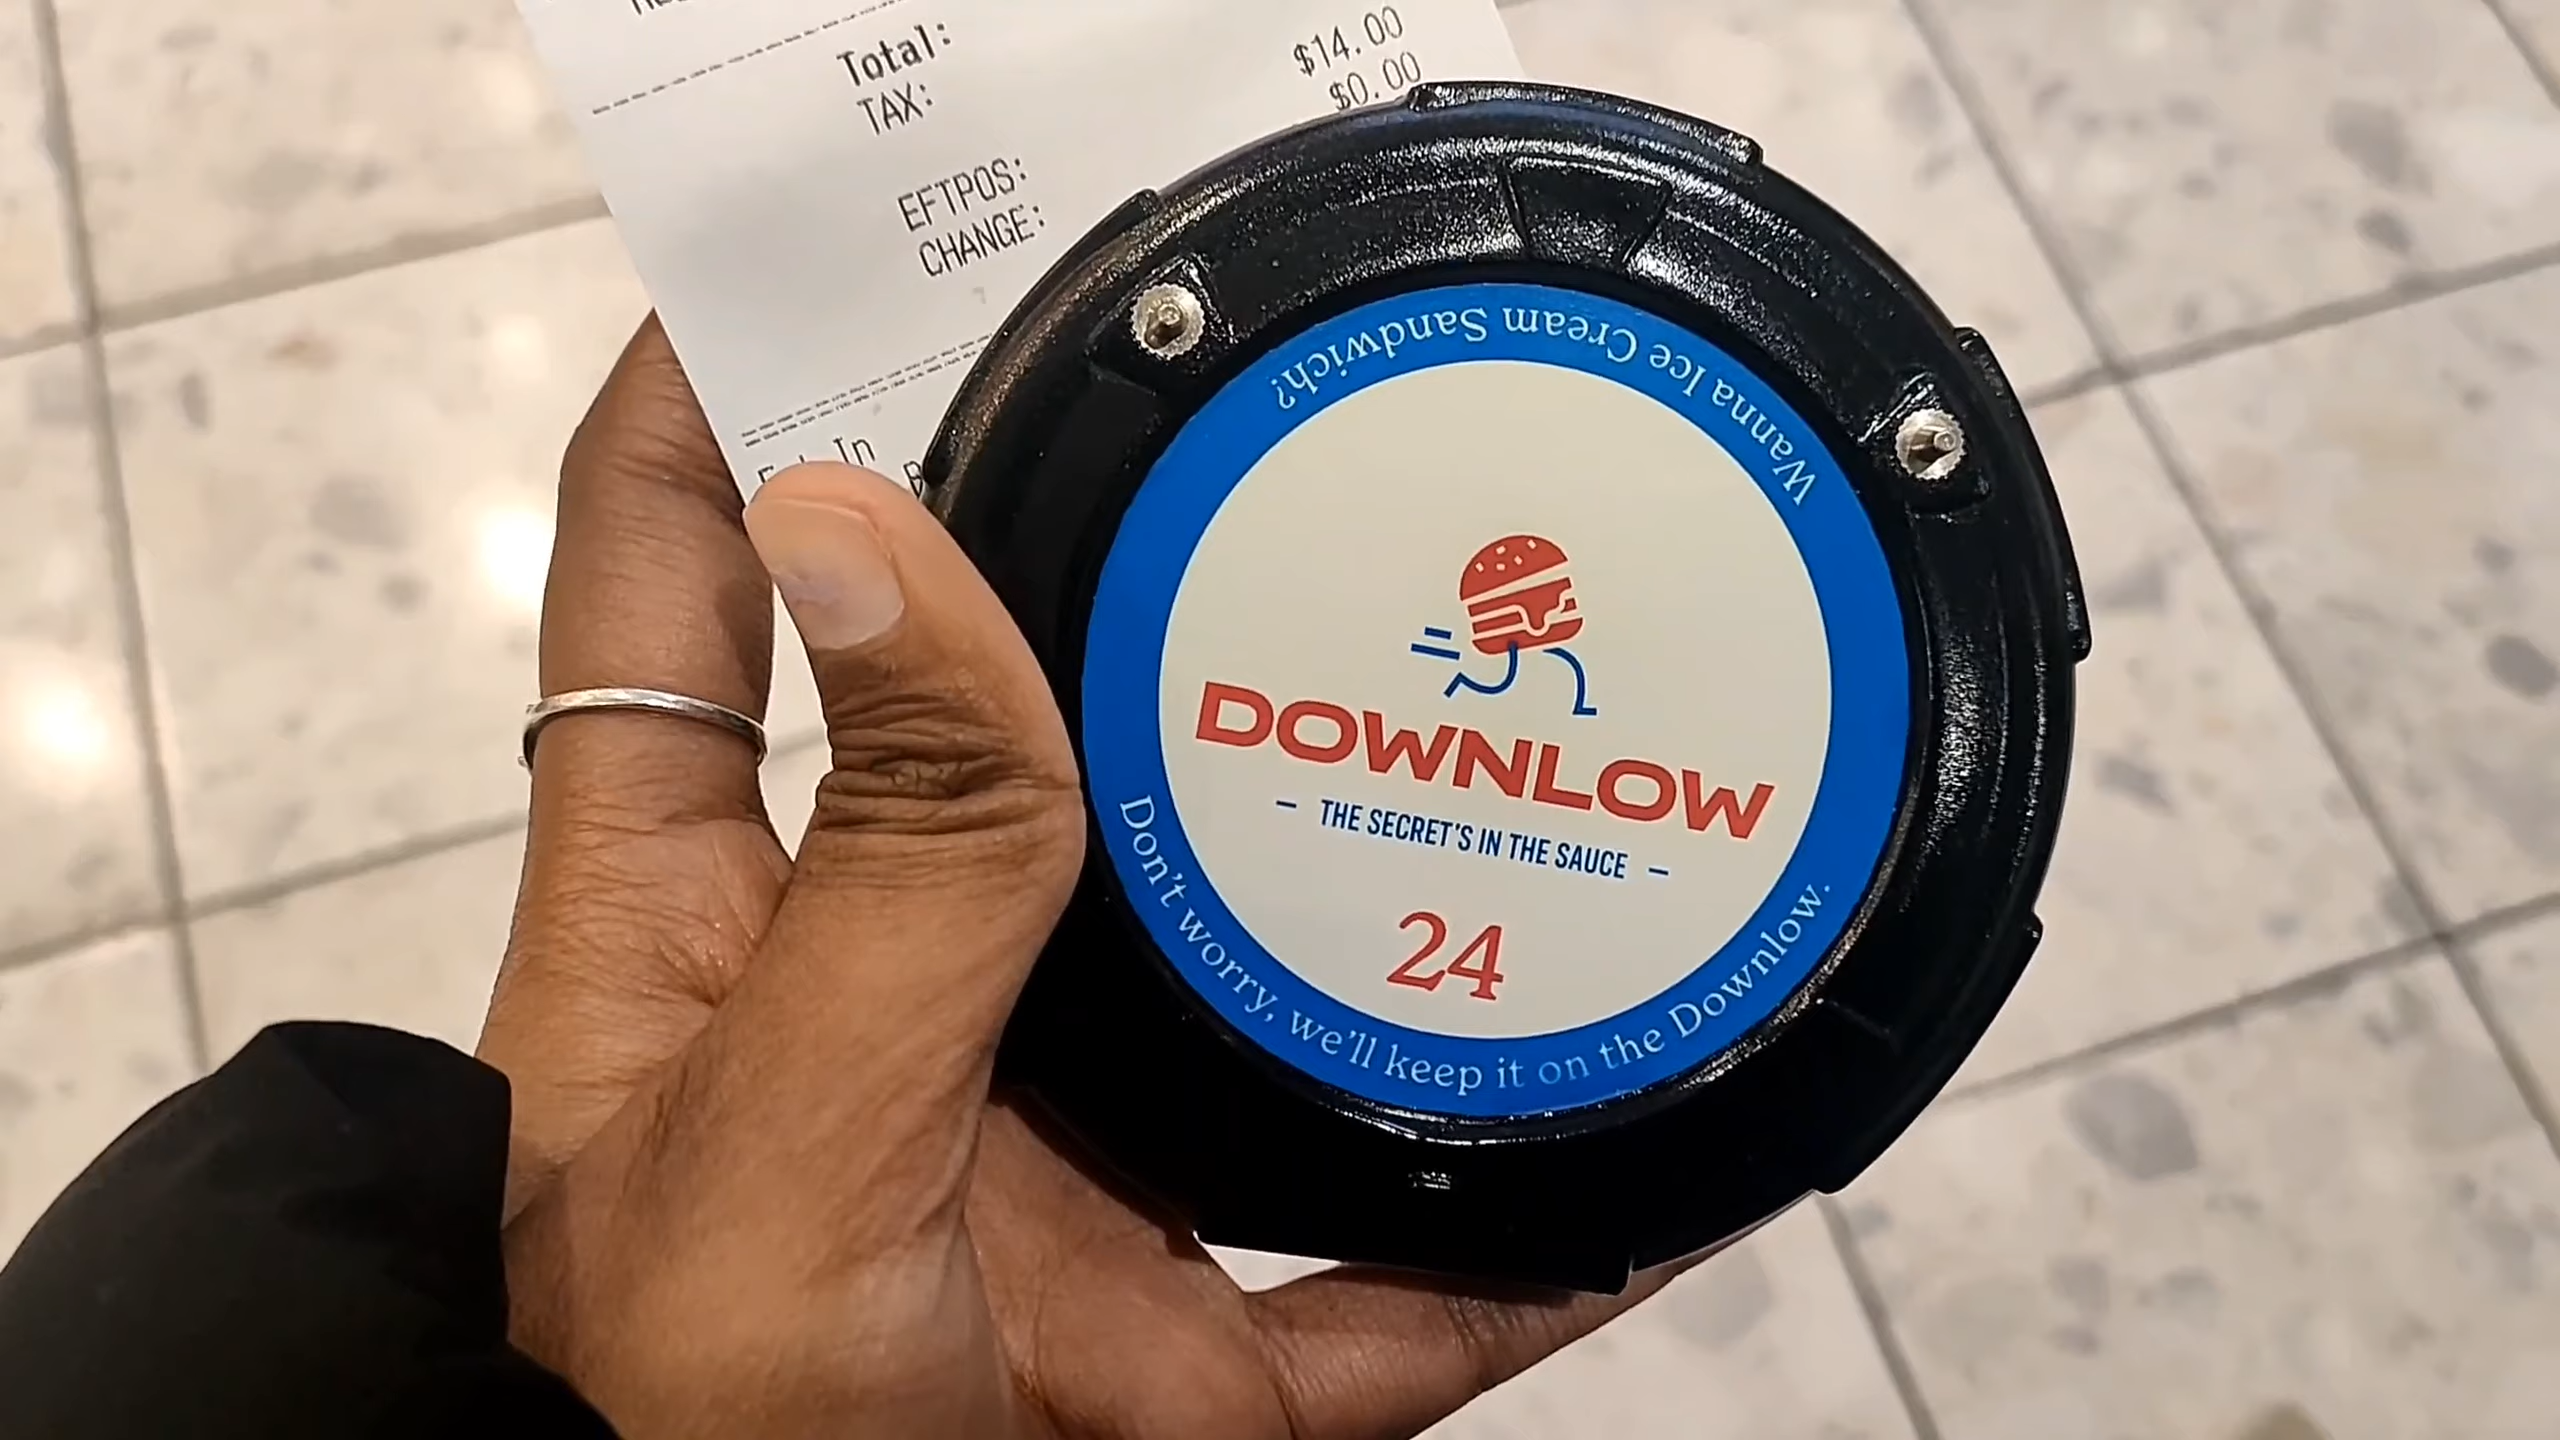 Total: $14.00
TAX: $0.00
EFTPOS:
CHANGE:
In
Wanna Ice Cream Sandwich?
DOWNLOW
– THE SECRET'S IN THE SAUCE –
24
Don't worry, we'll keep it on the Downlow.